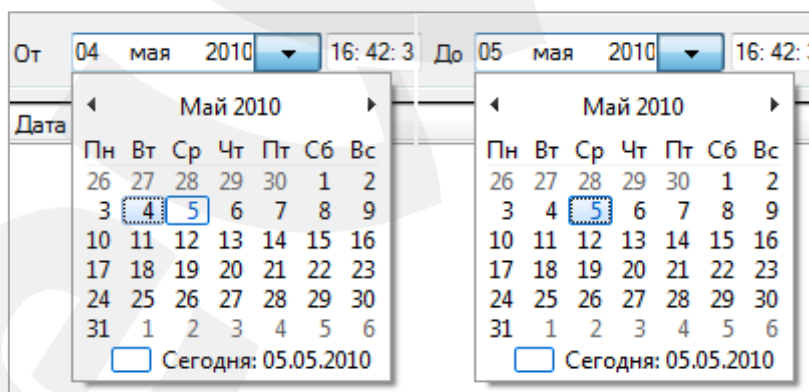 От 04 мая 2010 16: 42: 3 До 05 мая 2010 16: 42:
Дата
Май 2010
Пн Вт Ср Чт Пт Сб Вс
26 27 28 29 30 1 2
3 4 5 6 7 8 9
10 11 12 13 14 15 16
17 18 19 20 21 22 23
24 25 26 27 28 29 30
31 1 2 3 4 5 6
Сегодня: 05.05.2010
Май 2010
Пн Вт Ср Чт Пт Сб Вс
26 27 28 29 30 1 2
3 4 5 6 7 8 9
10 11 12 13 14 15 16
17 18 19 20 21 22 23
24 25 26 27 28 29 30
31 1 2 3 4 5 6
Сегодня: 05.05.2010